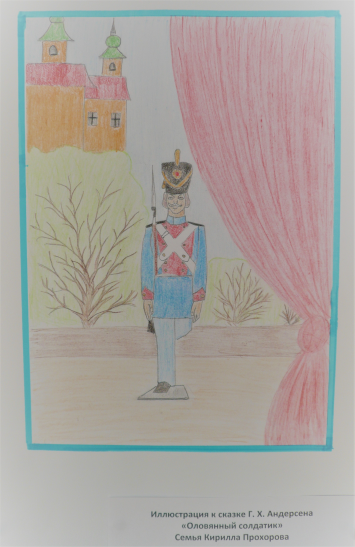 Иллюстрация к сказке Г. Х. Андерсена
«Оловянный солдатик»
Семья Кирилла Прохорова